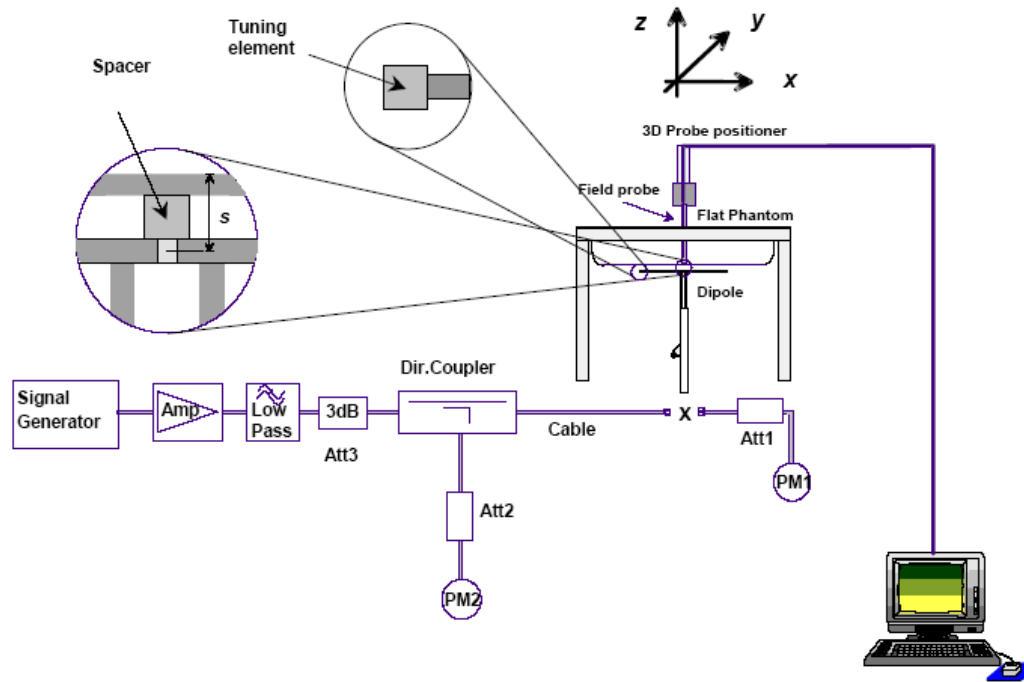 Tuning
element
z
y
x
Spacer
s
3D Probe positioner
Field probe
Flat Phantom
Dipole
Dir.Coupler
Signal
Generator
Amp
Low
Pass
3dB
Att3
Cable
X
Att1
PM1
Att2
PM2